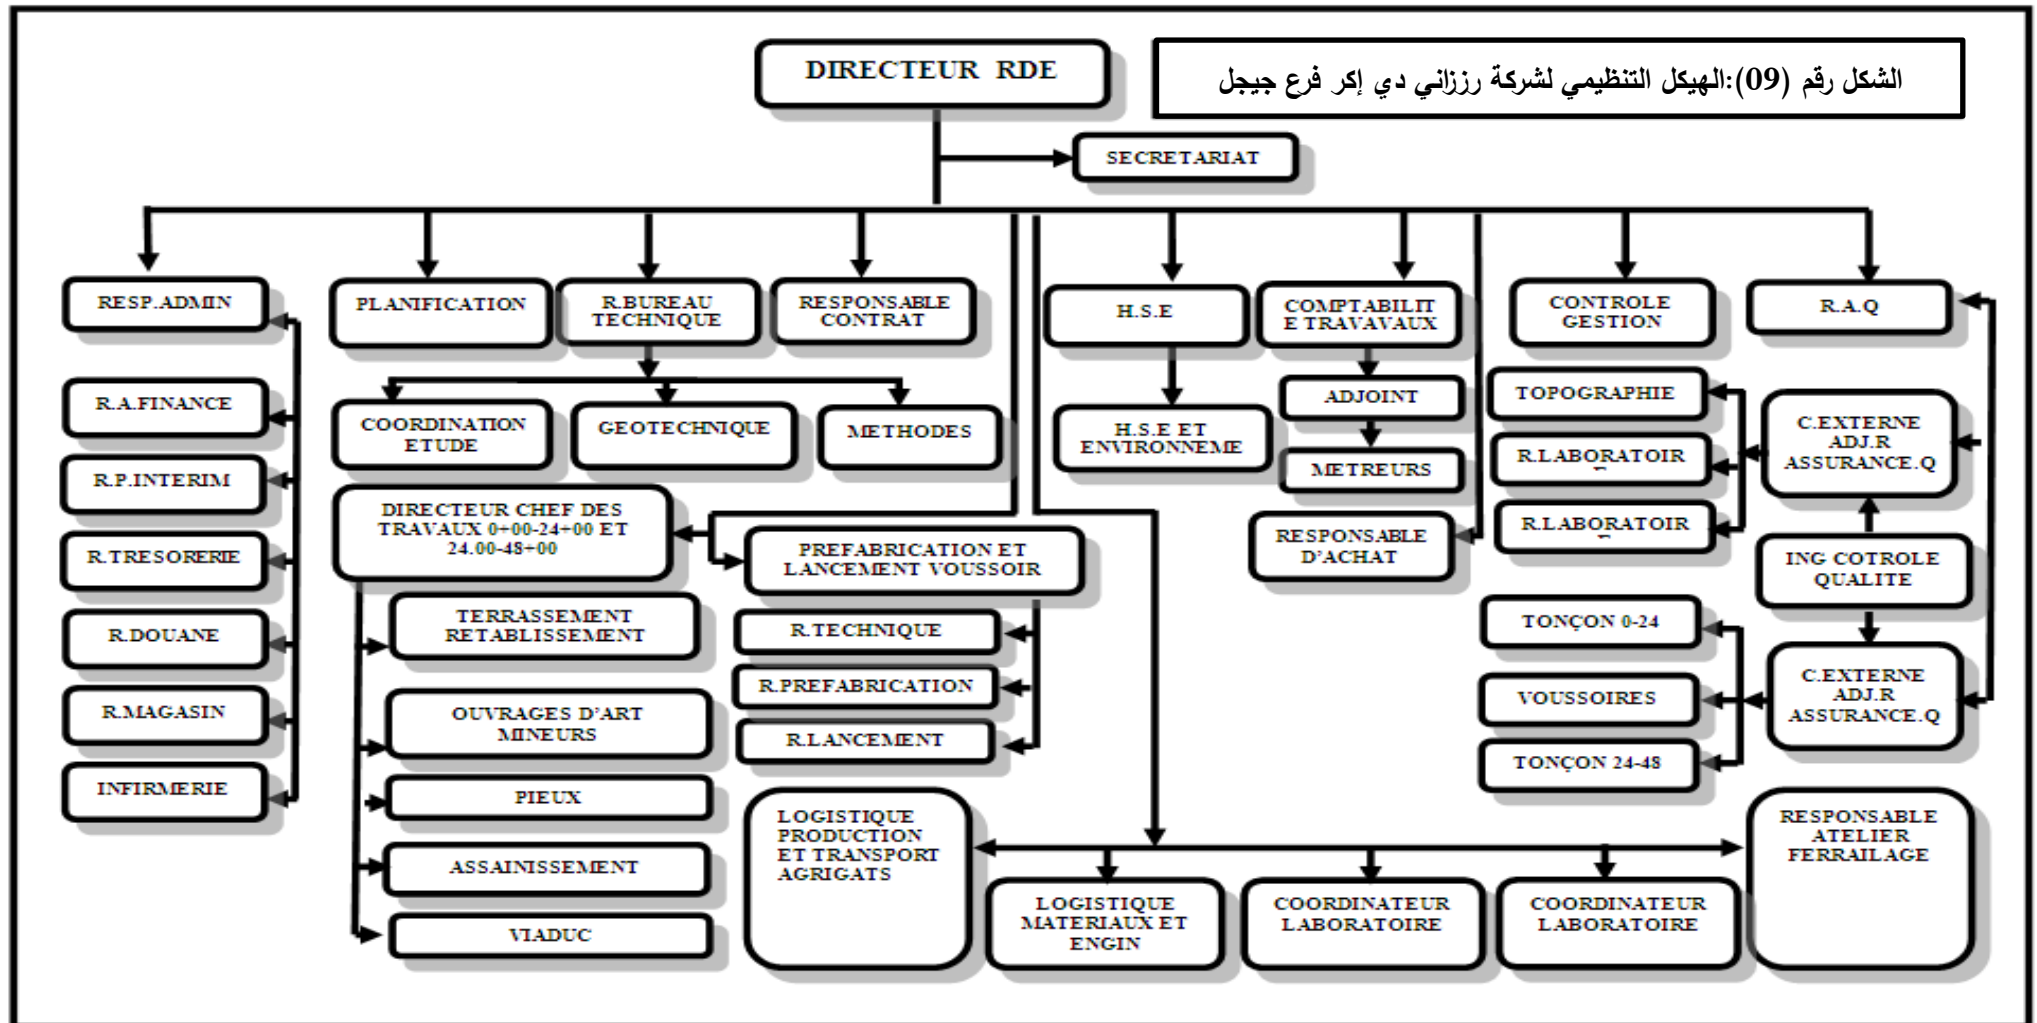 DIRECTEUR RDE
الشكل رقم (09):الهيكل التنظيمي لشركة رززاني دي إكر فرع جيجل
SECRETARIAT
RESP.ADMIN
PLANIFICATION
R.BUREAU
TECHNIQUE
RESPONSABLE
CONTRAT
H.S.E
COMPTABILIT
E TRAVAVAUX
CONTROLE
GESTION
R.A.Q
R.A.FINANCE
R.P.INTERIM
R.TRESORERIE
R.DOUANE
R.MAGASIN
INFIRMERIE
COORDINATION
ETUDE
GEOTECHNIQUE
METHODES
H.S.E ET
ENVIRONNEME
ADJOINT
METREURS
RESPONSABLE
D'ACHAT
TOPOGRAPHIE
R.LABORATOIR
R.LABORATOIR
C.EXTERNE
ADJ.R
ASSURANCE.Q
ING COTROLE
QUALITE
C.EXTERNE
ADJ.R
ASSURANCE.Q
TONÇON 0-24
VOUSSOIRES
TONÇON 24-48
DIRECTEUR CHEF DES
TRAVAUX 0+00-24+00 ET
24.00-48+00
PREFABRICATION ET
LANCEMENT VOUSSOIR
TERRASSEMENT
RETABLISSEMENT
OUVRAGES D'ART
MINEURS
PIEUX
ASSAINISSEMENT
VIADUC
R.TECHNIQUE
R.PREFABRICATION
R.LANCEMENT
LOGISTIQUE
PRODUCTION
ET TRANSPORT
AGRIGATS
LOGISTIQUE
MATERIAUX ET
ENGIN
COORDINATEUR
LABORATOIRE
COORDINATEUR
LABORATOIRE
RESPONSABLE
ATELIER
FERRAILAGE